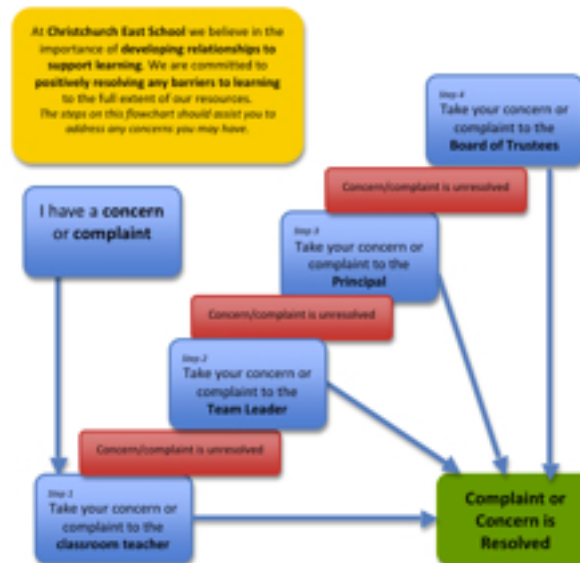 At Christchurch East School we believe in the
importance of developing relationships to
support learning. We are committed to
positively resolving any barriers to learning
to the full extent of our resources.
The steps on this flowchart should assist you to
address any concerns you may have.
Step 4
Take your concern or
complaint to the
Board of Trustees
Concern/complaint is unresolved
I have a concern
or complaint
Step 3
Take your concern or
complaint to the
Principal
Concern/complaint is unresolved
Step 2
Take your concern or
complaint to the
Team Leader
Concern/complaint is unresolved
Step 1
Take your concern or
complaint to the
classroom teacher
Complaint or
Concern is
Resolved